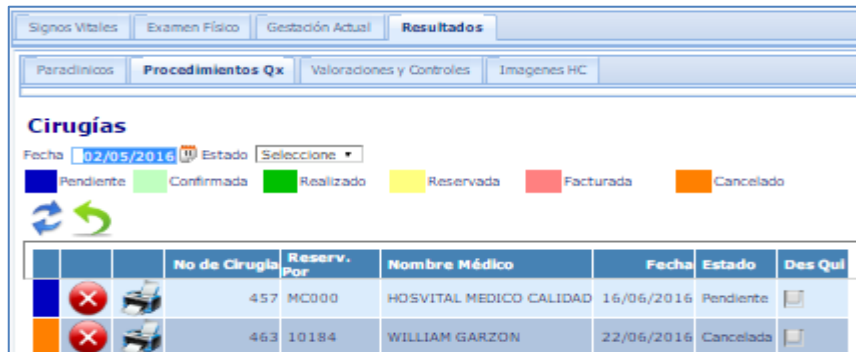 Signos Vitales Examen Físico Gestación Actual Resultados
Paraclinicos Procedimientos Qx Valoraciones y Controles Imagenes HC
Cirugías
Fecha 02/05/2016 Estado Seleccione
Pendiente Confirmada Realizado Reservada Facturada Cancelado
No de Cirugia Reserv. Por Nombre Médico Fecha Estado Des Qui
457 MC000 HOSVITAL MEDICO CALIDAD 16/06/2016 Pendiente
463 10184 WILLIAM GARZON 22/06/2016 Cancelada